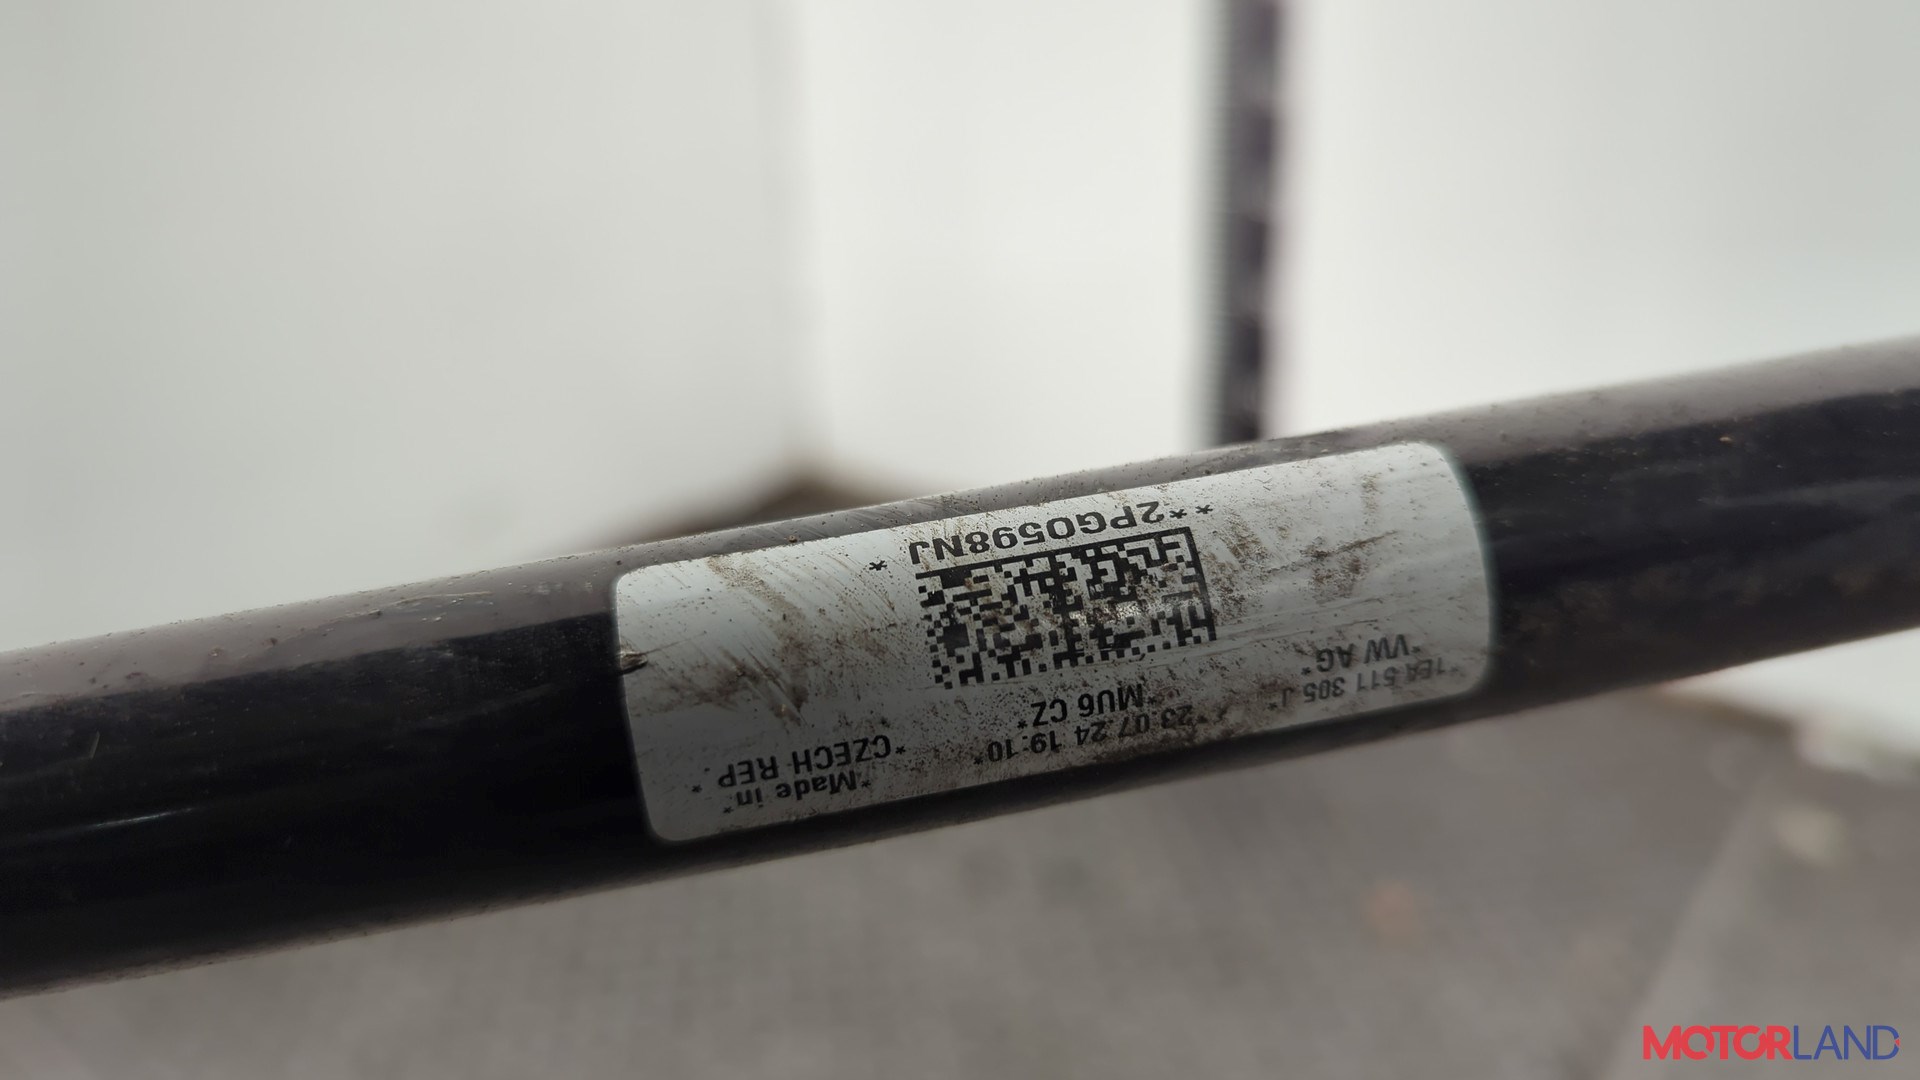 *1EA 511 305 J*
*VW AG*
*23 07 24 19:10*
*MU6 CZ*
*Made in*
*CZECH REP.*
**2PG0598NJ
*
MOTORLAND